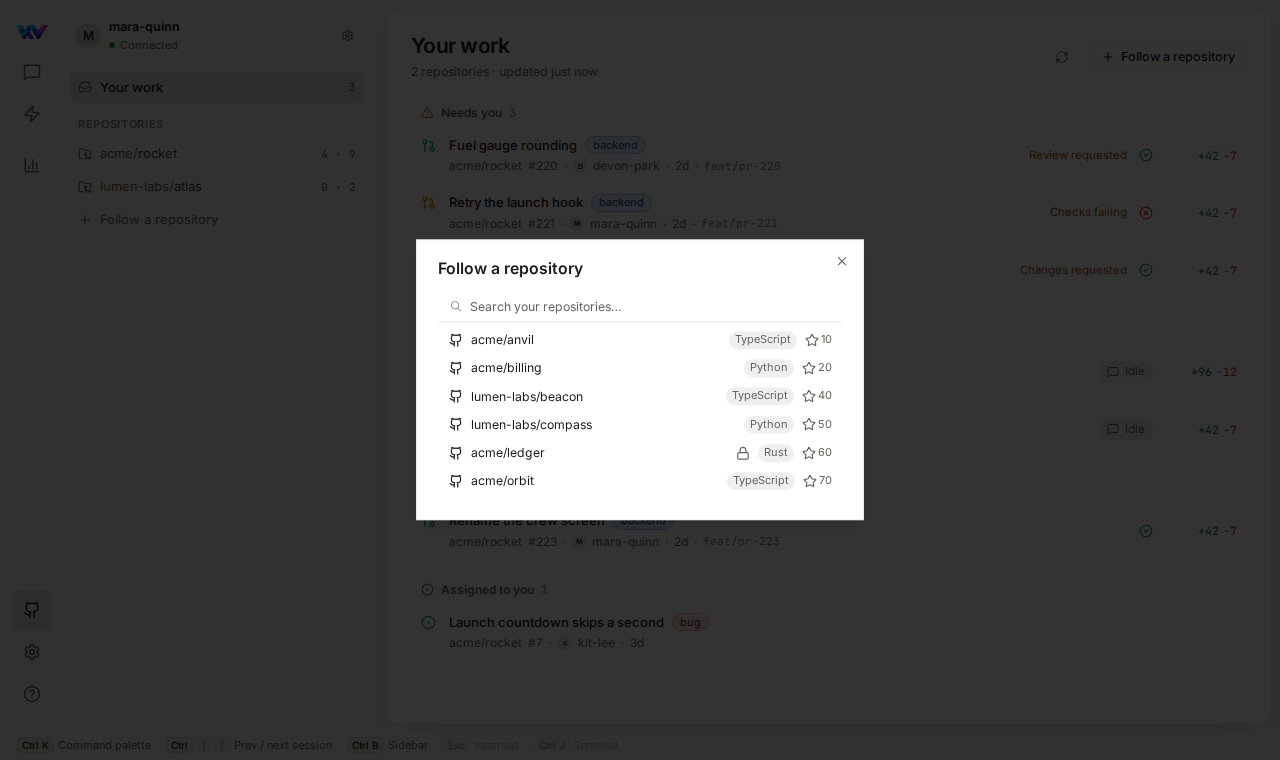 mara-quinn
Connected
Your work 3
REPOSITORIES
acme/rocket 4 · 9
lumen-labs/atlas 0 · 2
Follow a repository
Your work
2 repositories · updated just now
Follow a repository
Needs you 3
Fuel gauge rounding backend
acme/rocket #220 · D devon-park · 2d · feat/pr-220
Review requested +42 -7
Retry the launch hook backend
acme/rocket #221 · M mara-quinn · 2d · feat/pr-221
Checks failing +42 -7
Changes requested +42 -7
Follow a repository
Search your repositories...
acme/anvil TypeScript 10
acme/billing Python 20
lumen-labs/beacon TypeScript 40
lumen-labs/compass Python 50
acme/ledger Rust 60
acme/orbit TypeScript 70
Idle +96 -12
Idle +42 -7
Rename the crew screen backend
acme/rocket #223 · M mara-quinn · 2d · feat/pr-223
+42 -7
Assigned to you 1
Launch countdown skips a second bug
acme/rocket #7 · K kit-lee · 3d
Ctrl K Command palette Ctrl [ ] Prev / next session Ctrl B Sidebar Esc Interrupt Ctrl J Terminal